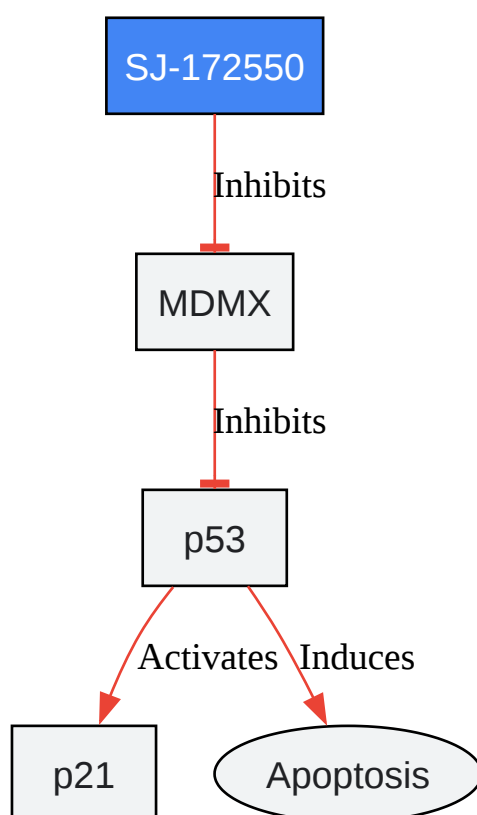 SJ-172550
Inhibits
MDMX
Inhibits
p53
Activates
Induces
p21
Apoptosis